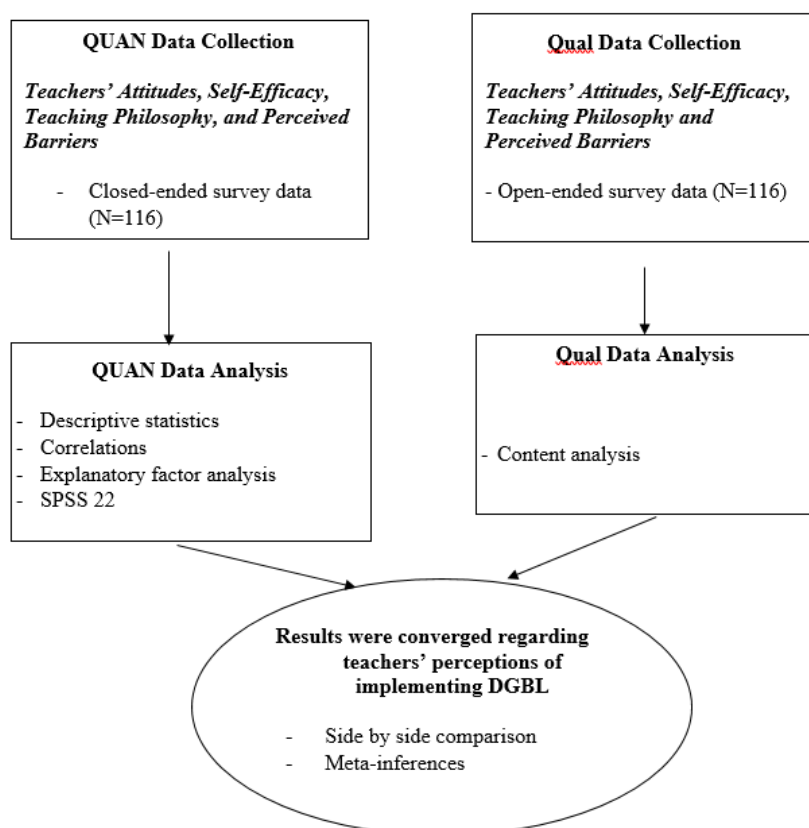 QUAN Data Collection
Teachers' Attitudes, Self-Efficacy,
Teaching Philosophy, and Perceived
Barriers
- Closed-ended survey data
(N=116)
Qual Data Collection
Teachers' Attitudes, Self-Efficacy,
Teaching Philosophy and
Perceived Barriers
- Open-ended survey data (N=116)
QUAN Data Analysis
- Descriptive statistics
- Correlations
- Explanatory factor analysis
- SPSS 22
Qual Data Analysis
- Content analysis
Results were converged regarding
teachers' perceptions of
implementing DGBL
- Side by side comparison
- Meta-inferences